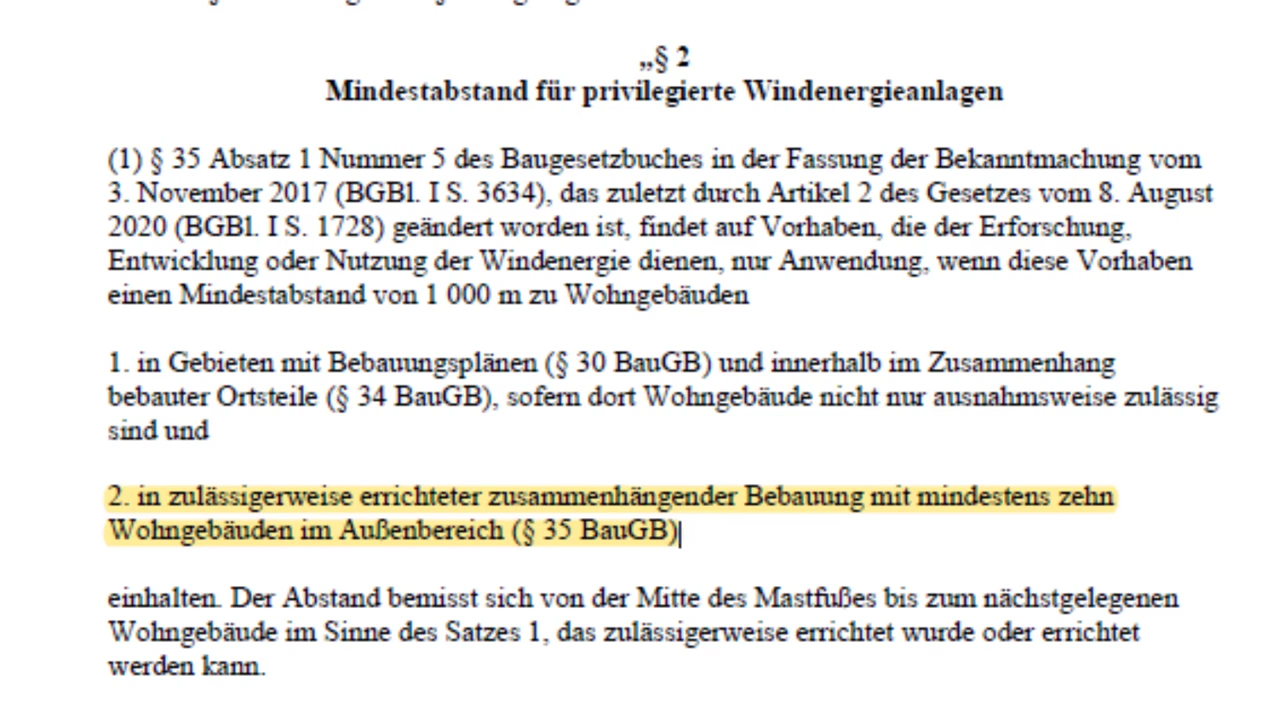 „§ 2
Mindestabstand für privilegierte Windenergieanlagen
(1) § 35 Absatz 1 Nummer 5 des Baugesetzbuches in der Fassung der Bekanntmachung vom
3. November 2017 (BGBl. I S. 3634), das zuletzt durch Artikel 2 des Gesetzes vom 8. August
2020 (BGBl. I S. 1728) geändert worden ist, findet auf Vorhaben, die der Erforschung,
Entwicklung oder Nutzung der Windenergie dienen, nur Anwendung, wenn diese Vorhaben
einen Mindestabstand von 1 000 m zu Wohngebäuden
1. in Gebieten mit Bebauungsplänen (§ 30 BauGB) und innerhalb im Zusammenhang
bebauter Ortsteile (§ 34 BauGB), sofern dort Wohngebäude nicht nur ausnahmsweise zulässig
sind und
2. in zulässigerweise errichteter zusammenhängender Bebauung mit mindestens zehn
Wohngebäuden im Außenbereich (§ 35 BauGB)
einhalten. Der Abstand bemisst sich von der Mitte des Mastfußes bis zum nächstgelegenen
Wohngebäude im Sinne des Satzes 1, das zulässigerweise errichtet wurde oder errichtet
werden kann.